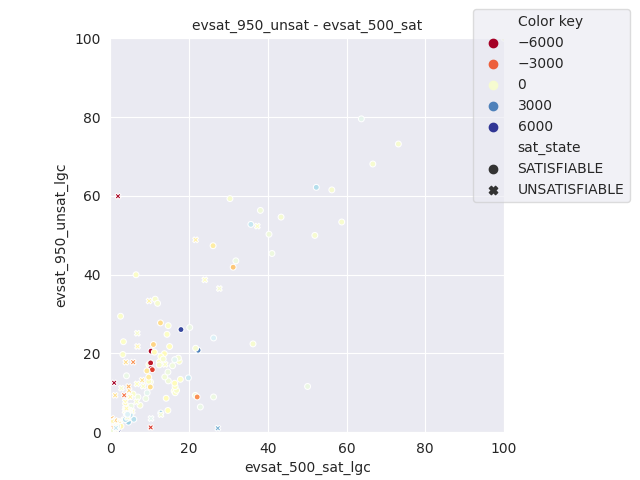 evsat_950_unsat - evsat_500_sat
Color key
−6000
−3000
0
3000
6000
sat_state
SATISFIABLE
UNSATISFIABLE
100
80
60
40
20
0
evsat_950_unsat_lgc
0 20 40 60 80 100
evsat_500_sat_lgc